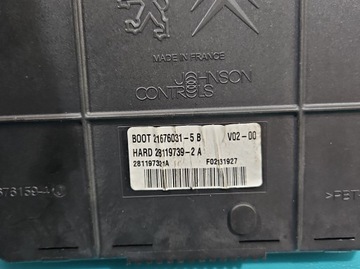 MADE IN FRANCE
JOHNSON
CONTROLS
BOOT 21676031-5 B V02-00
HARD 28119739-2 A
F02131927